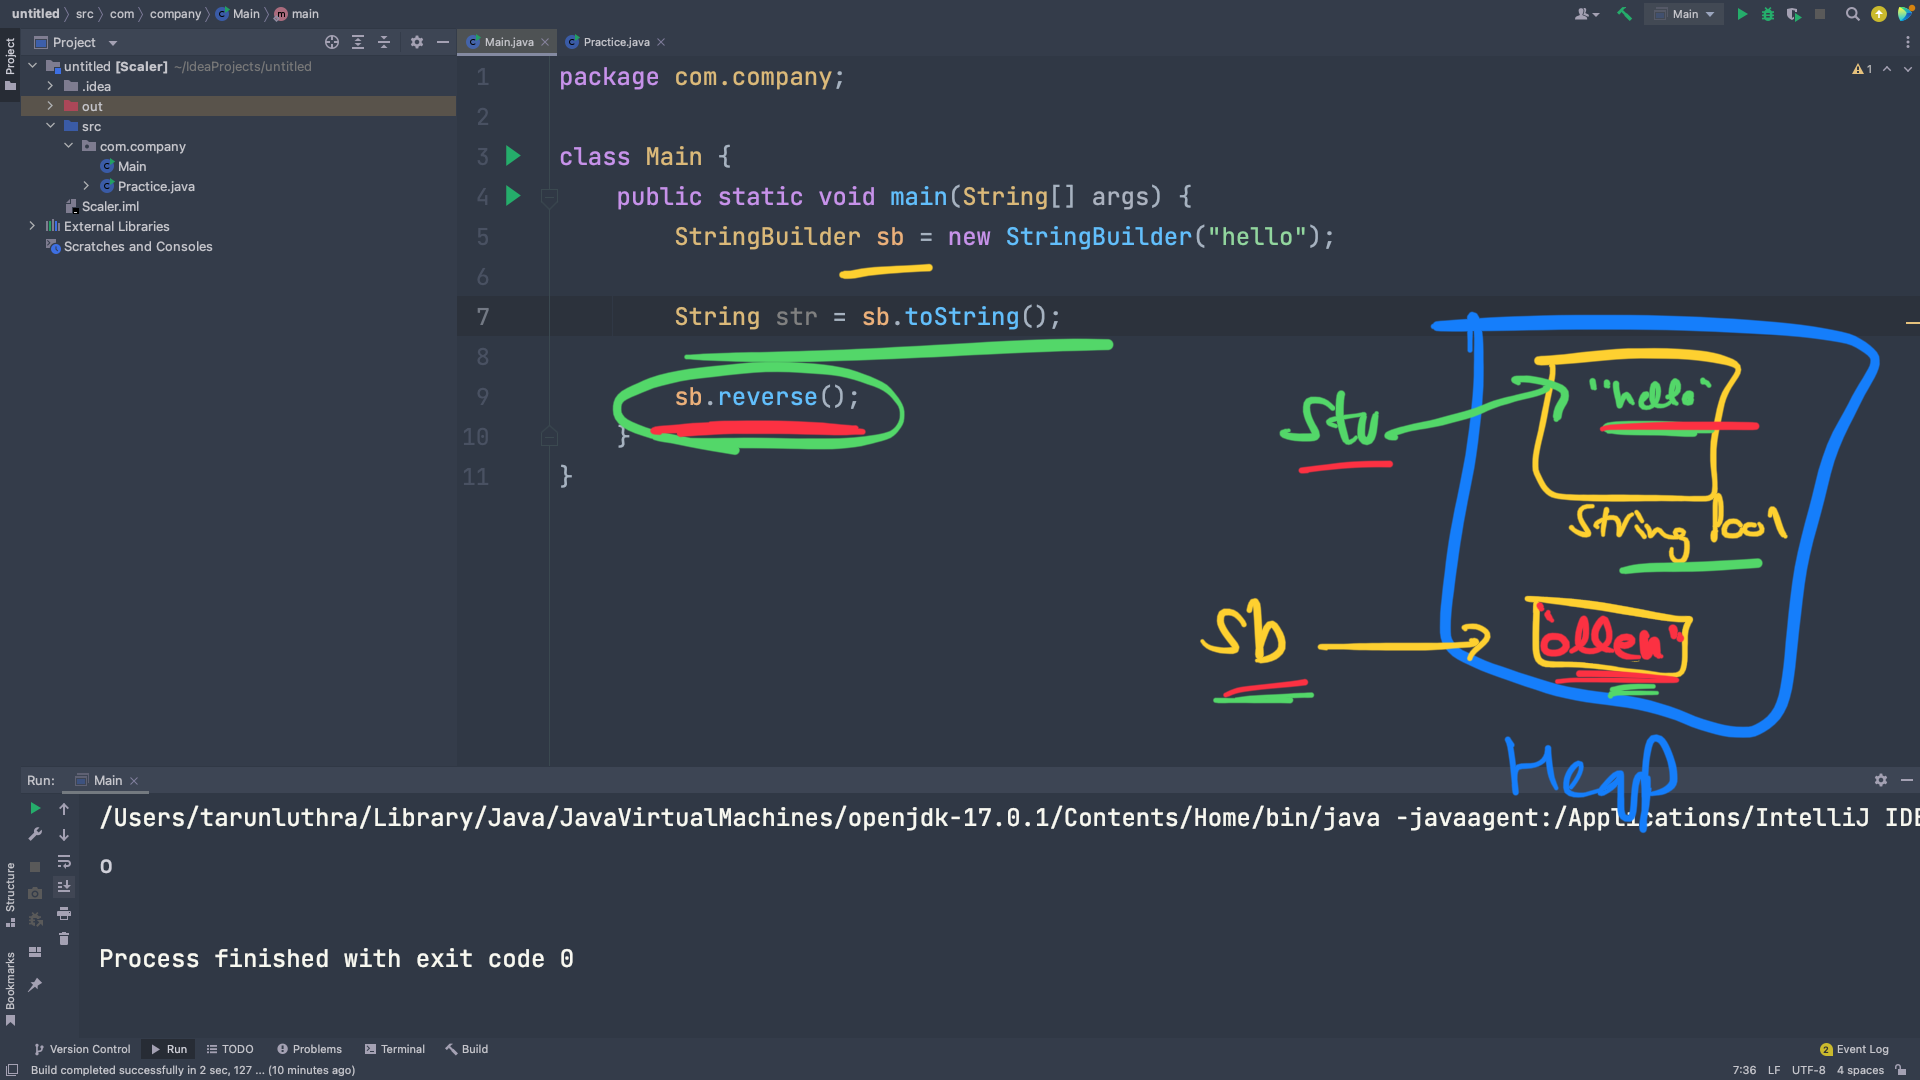 untitled src com company Main main
Main
Project
untitled [Scaler] ~/IdeaProjects/untitled
.idea
out
src
com.company
Main
Practice.java
Scaler.iml
External Libraries
Scratches and Consoles
Main.java
Practice.java
1
1 package com.company;
2
3 class Main {
4 public static void main(String[] args) {
5 StringBuilder sb = new StringBuilder("hello");
6
7 String str = sb.toString();
8
9 sb.reverse();
10 }
11 }
str
"hello"
String Pool
sb
"olleh"
Heap
Project
Structure
Bookmarks
Run: Main
/Users/tarunluthra/Library/Java/JavaVirtualMachines/openjdk-17.0.1/Contents/Home/bin/java -javaagent:/Applications/IntelliJ IDE
o
Process finished with exit code 0
Version Control Run TODO Problems Terminal Build
2 Event Log
Build completed successfully in 2 sec, 127 ... (10 minutes ago)
7:36 LF UTF-8 4 spaces